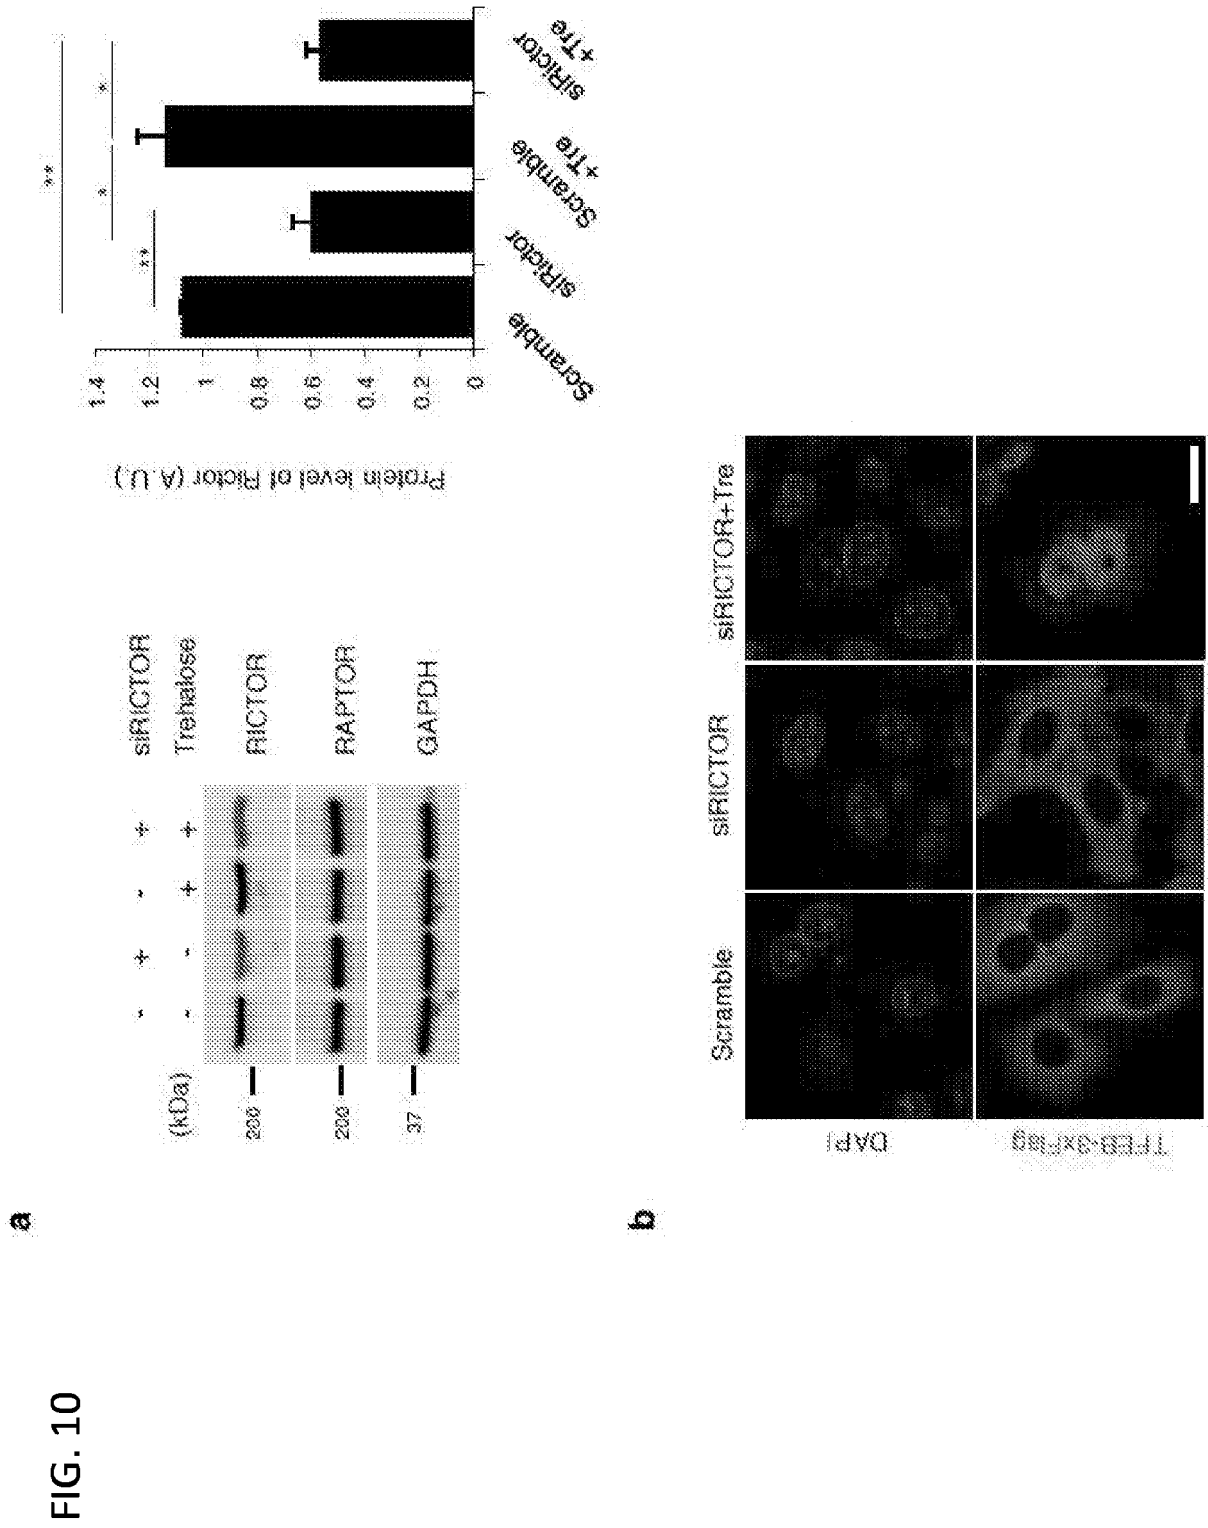 FIG. 10
a
siRICTOR
- + - +
Trehalose
- - + +
(kDa)
RICTOR
200
RAPTOR
200
GAPDH
37
Protein level of Rictor (A.U.)
1.4
1.2
1
0.8
0.6
0.4
0.2
0
**
* *
**
Scramble
siRictor
Scramble
+Tre
siRictor
+Tre
b
Scramble siRICTOR siRICTOR+Tre
DAPI
TFEB-3xFlag